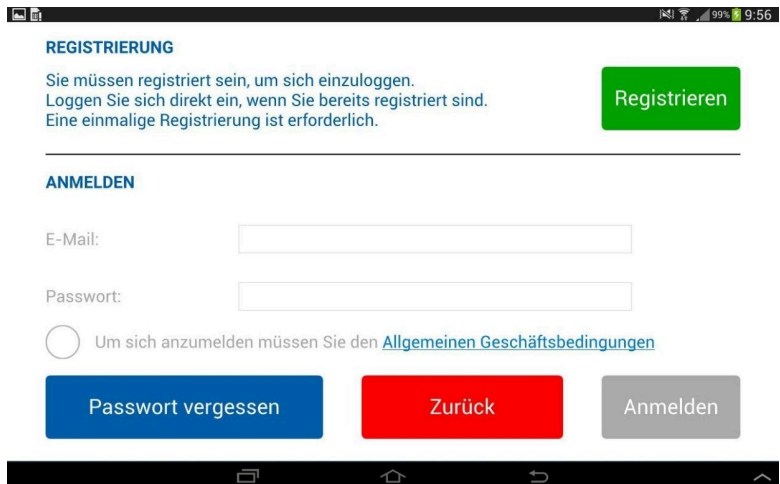 99% 9:56
REGISTRIERUNG
Sie müssen registriert sein, um sich einzuloggen.
Loggen Sie sich direkt ein, wenn Sie bereits registriert sind.
Eine einmalige Registrierung ist erforderlich.
Registrieren
ANMELDEN
E-Mail:
Passwort:
Um sich anzumelden müssen Sie den Allgemeinen Geschäftsbedingungen
Passwort vergessen
Zurück
Anmelden